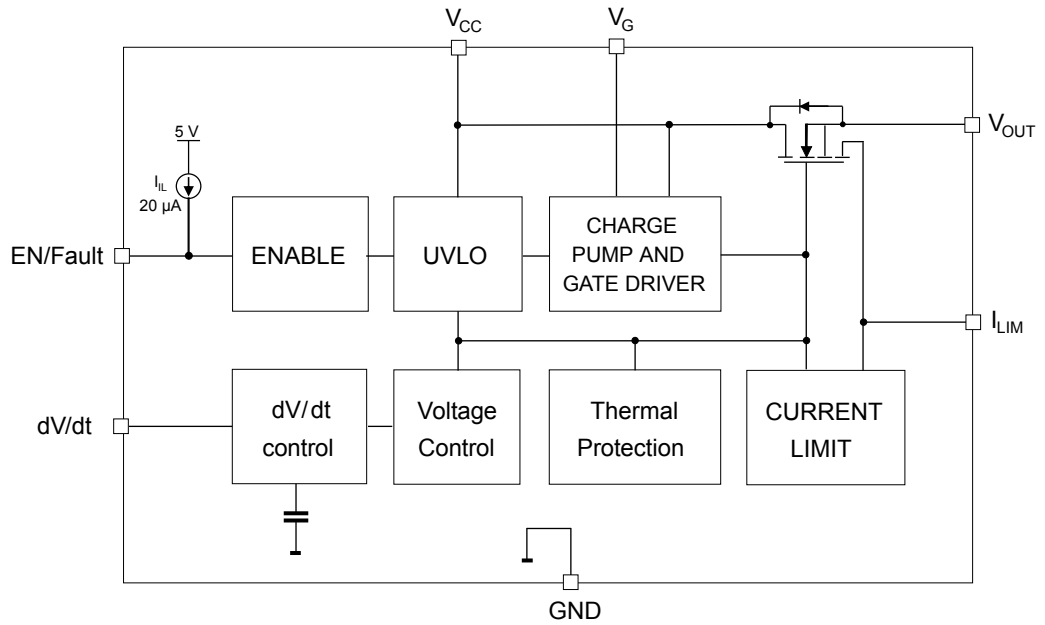 VCC
VG
5 V
IIL
20 µA
VOUT
EN/Fault
ENABLE
UVLO
CHARGE
PUMP AND
GATE DRIVER
ILIM
dV/dt
dV/dt
control
Voltage
Control
Thermal
Protection
CURRENT
LIMIT
GND